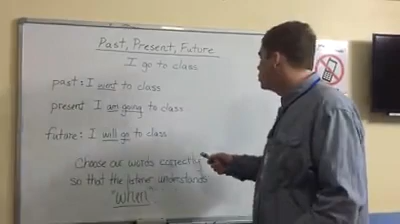 Past, Present, Future
I go to class
past: I went to class
present I am going to class
future: I will go to class
Choose our words correctly
so that the listener understands
"when"